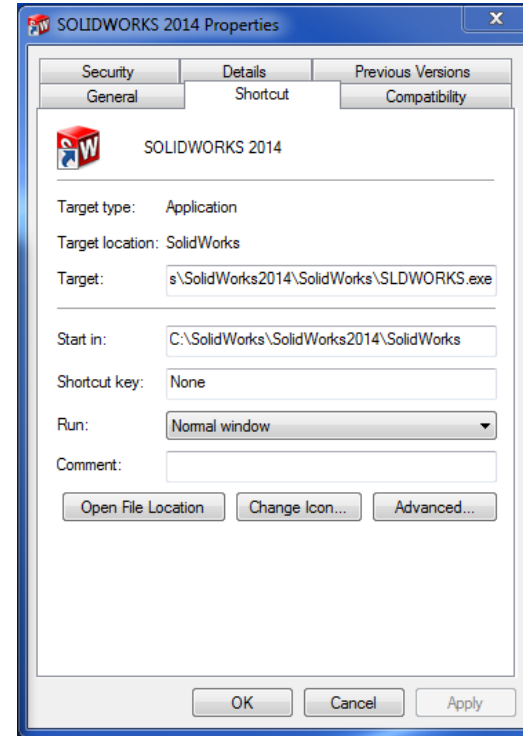 SOLIDWORKS 2014 Properties
Security Details Previous Versions
General Shortcut Compatibility
SOLIDWORKS 2014
Target type: Application
Target location: SolidWorks
Target: s\SolidWorks2014\SolidWorks\SLDWORKS.exe
Start in: C:\SolidWorks\SolidWorks2014\SolidWorks
Shortcut key: None
Run: Normal window
Comment:
Open File Location Change Icon... Advanced...
OK Cancel Apply